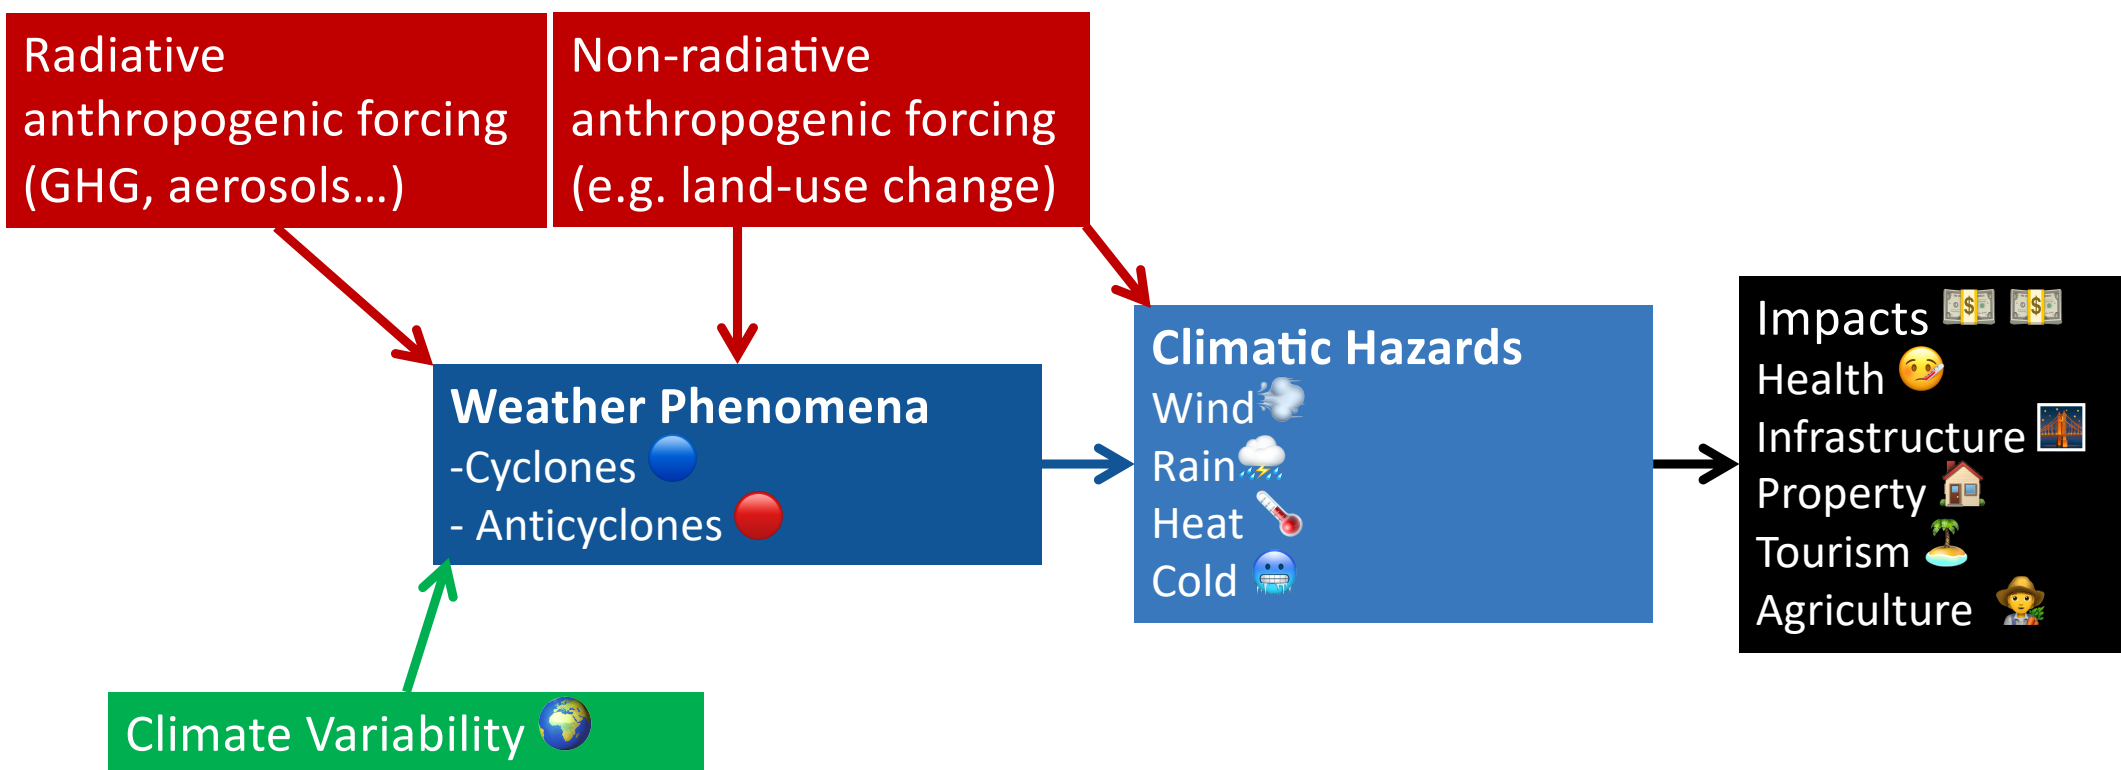 Radiative
anthropogenic forcing
(GHG, aerosols...)
Non-radiative
anthropogenic forcing
(e.g. land-use change)
Weather Phenomena
-Cyclones
- Anticyclones
Climatic Hazards
Wind
Rain
Heat
Cold
Impacts
Health
Infrastructure
Property
Tourism
Agriculture
Climate Variability